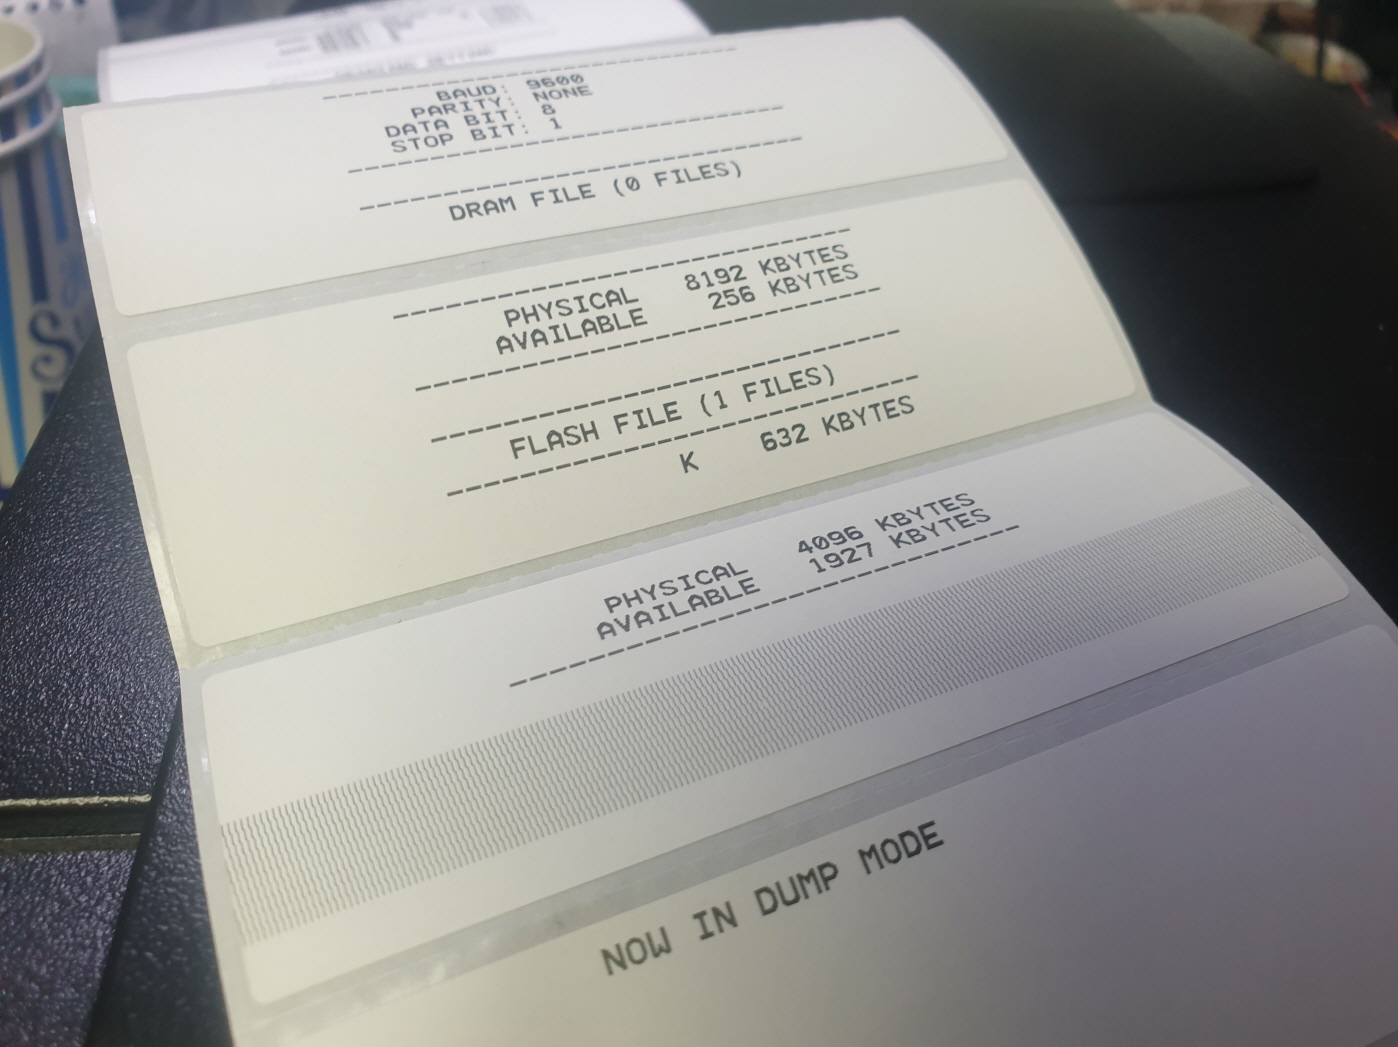 BAUD: 9600
PARITY: NONE
DATA BIT: 8
STOP BIT: 1
DRAM FILE (0 FILES)
PHYSICAL 8192 KBYTES
AVAILABLE 256 KBYTES
FLASH FILE (1 FILES)
K 632 KBYTES
PHYSICAL 4096 KBYTES
AVAILABLE 1927 KBYTES
NOW IN DUMP MODE